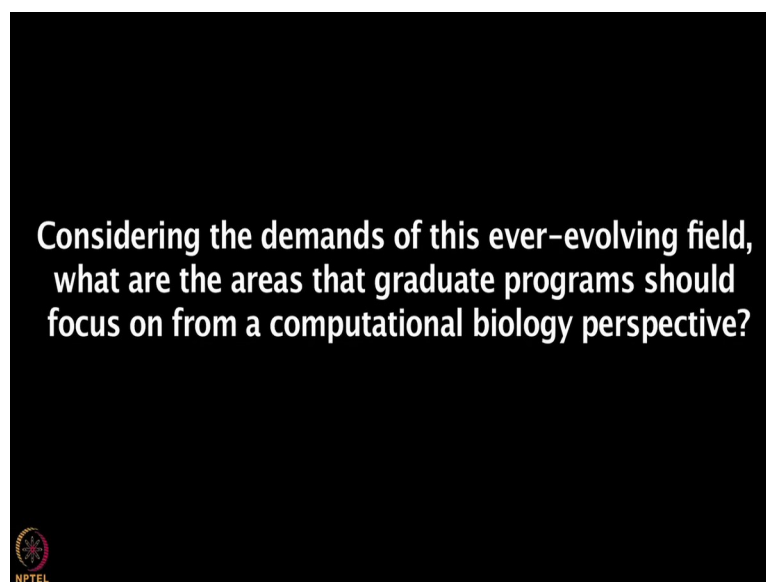 Considering the demands of this ever-evolving field,
what are the areas that graduate programs should
focus on from a computational biology perspective?
NPTEL